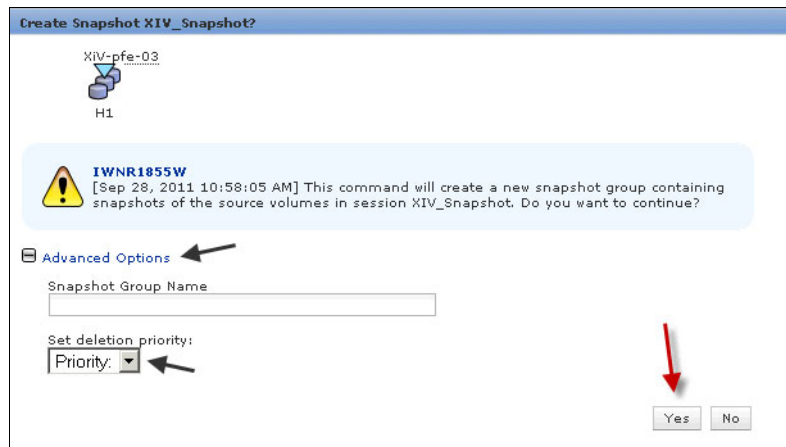 Create Snapshot XIV_Snapshot?
XiV-pfe-03
H1
IWNR1855W
[Sep 28, 2011 10:58:05 AM] This command will create a new snapshot group containing
snapshots of the source volumes in session XIV_Snapshot. Do you want to continue?
Advanced Options
Snapshot Group Name
Set deletion priority:
Priority:
Yes No